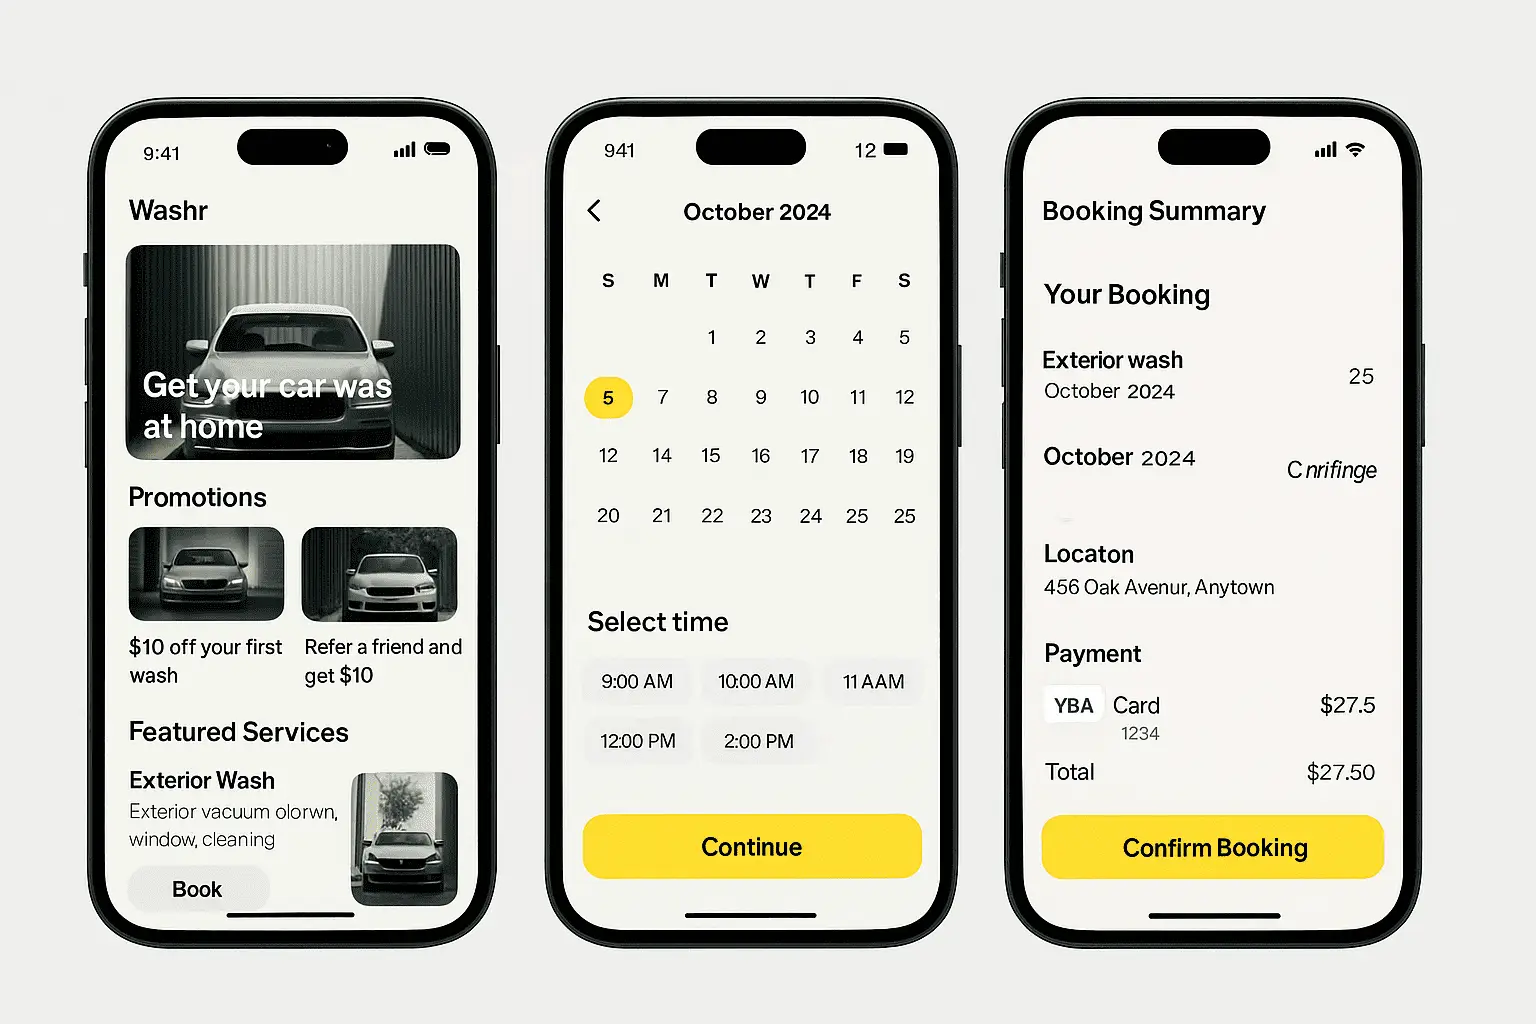 9:41
Washr
Get your car was
at home
Promotions
$10 off your first
wash
Refer a friend and
get $10
Featured Services
Exterior Wash
Exterior vacuum olorwn,
window, cleaning
Book
941
12
October 2024
S M T W T F S
1 2 3 4 5
5 7 8 9 10 11 12
12 14 15 16 17 18 19
20 21 22 23 24 25 25
Select time
9:00 AM 10:00 AM 11 AAM
12:00 PM 2:00 PM
Continue
Booking Summary
Your Booking
Exterior wash
October 2024
25
October 2024
C nrifinge
Locaton
456 Oak Avenur, Anytown
Payment
YBA Card $27.5
1234
Total $27.50
Confirm Booking